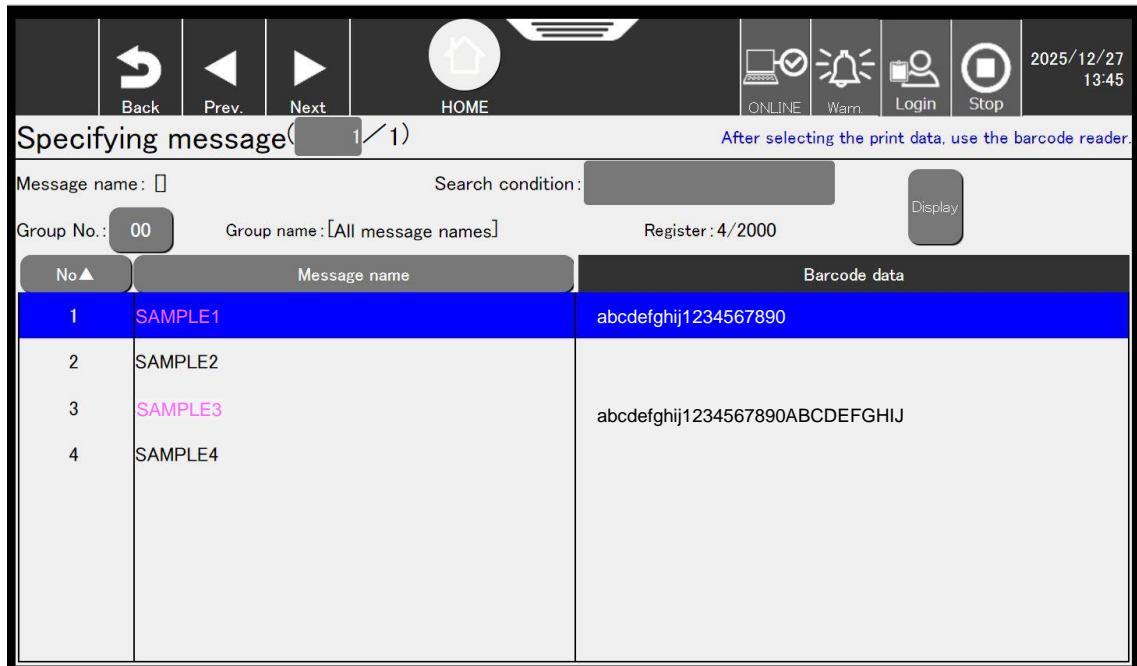 Back Prev. Next HOME ONLINE Warn. Login Stop 2025/12/27
13:45
Specifying message( 1/1) After selecting the print data, use the barcode reader.
Message name: [] Search condition:
Display
Group No.: 00 Group name:[All message names] Register:4/2000
No▲ Message name Barcode data
1 SAMPLE1 abcdefghij1234567890
2 SAMPLE2
3 SAMPLE3 abcdefghij1234567890ABCDEFGHIJ
4 SAMPLE4